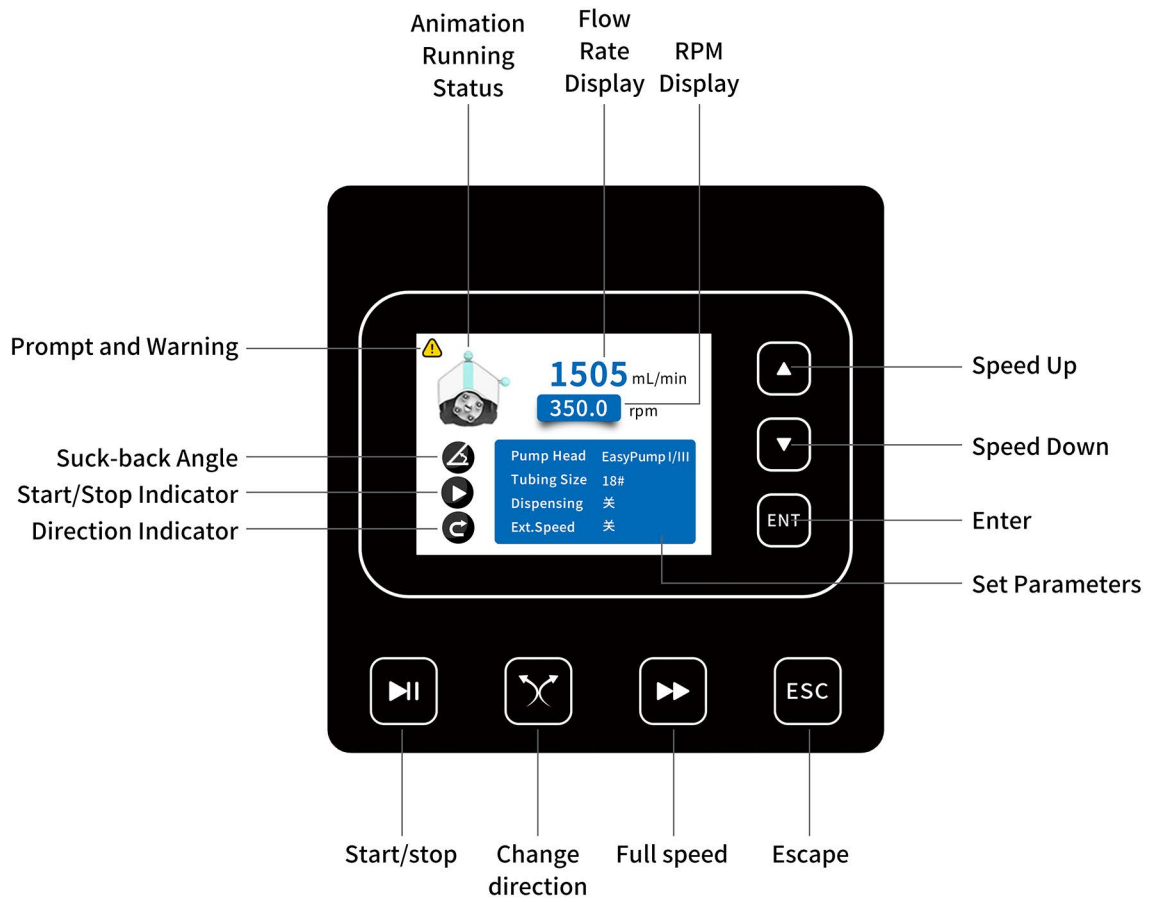 Animation
Running
Status
Flow
Rate
Display
RPM
Display
Prompt and Warning
1505 mL/min
350.0 rpm
Speed Up
Speed Down
Suck-back Angle
Start/Stop Indicator
Direction Indicator
Pump Head EasyPump I/III
Tubing Size 18#
Dispensing 关
Ext.Speed 关
ENT
Enter
Set Parameters
ESC
Start/stop
Change
direction
Full speed
Escape